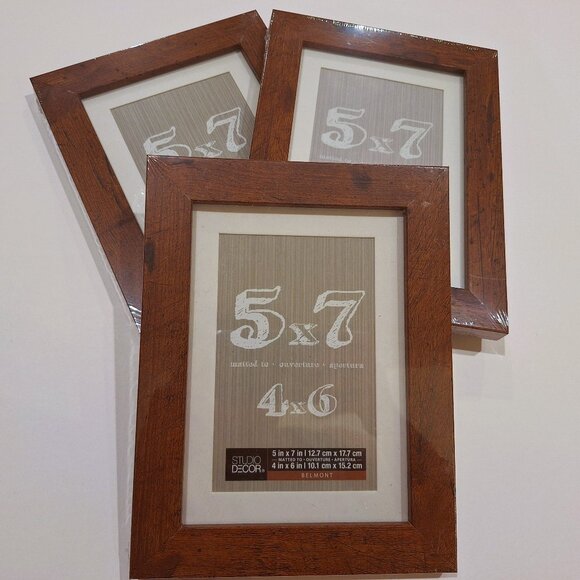 5x7
5x7
5x7
matted to · ouverture · apertura
4x6
STUDIO
DECOR®
5 in x 7 in | 12.7 cm x 17.7 cm
MATTED TO · OUVERTURE · APERTURA
4 in x 6 in | 10.1 cm x 15.2 cm
BELMONT